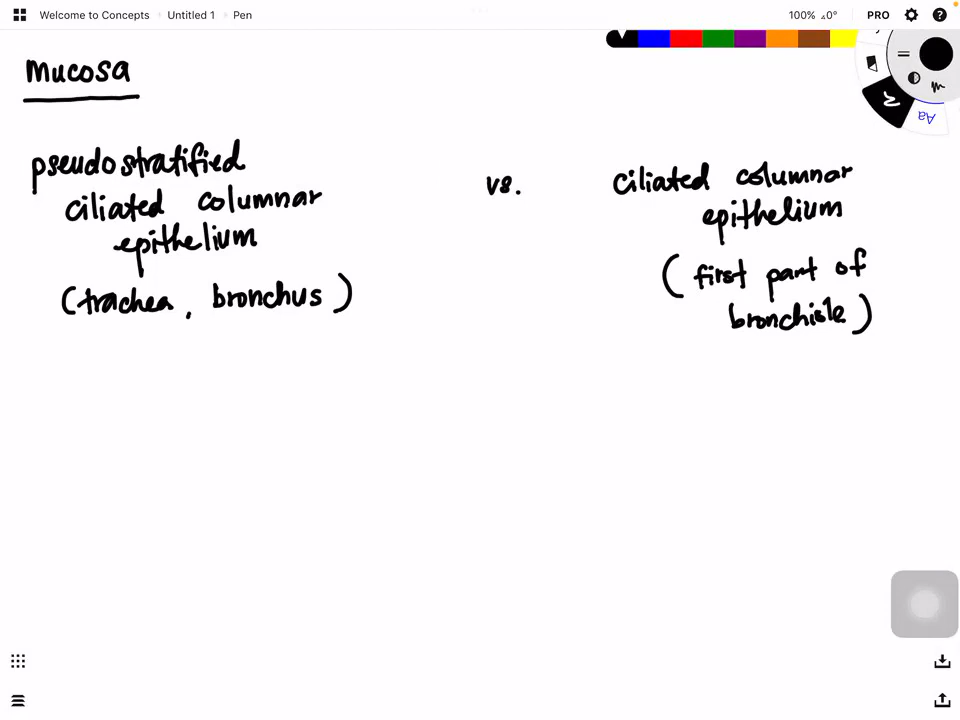 Welcome to Concepts › Untitled 1 › Pen
100% ⊿0° PRO
Aa
Mucosa
pseudostratified
ciliated columnar
epithelium
(trachea, bronchus)
vs.
ciliated columnar
epithelium
(first part of
bronchiole)